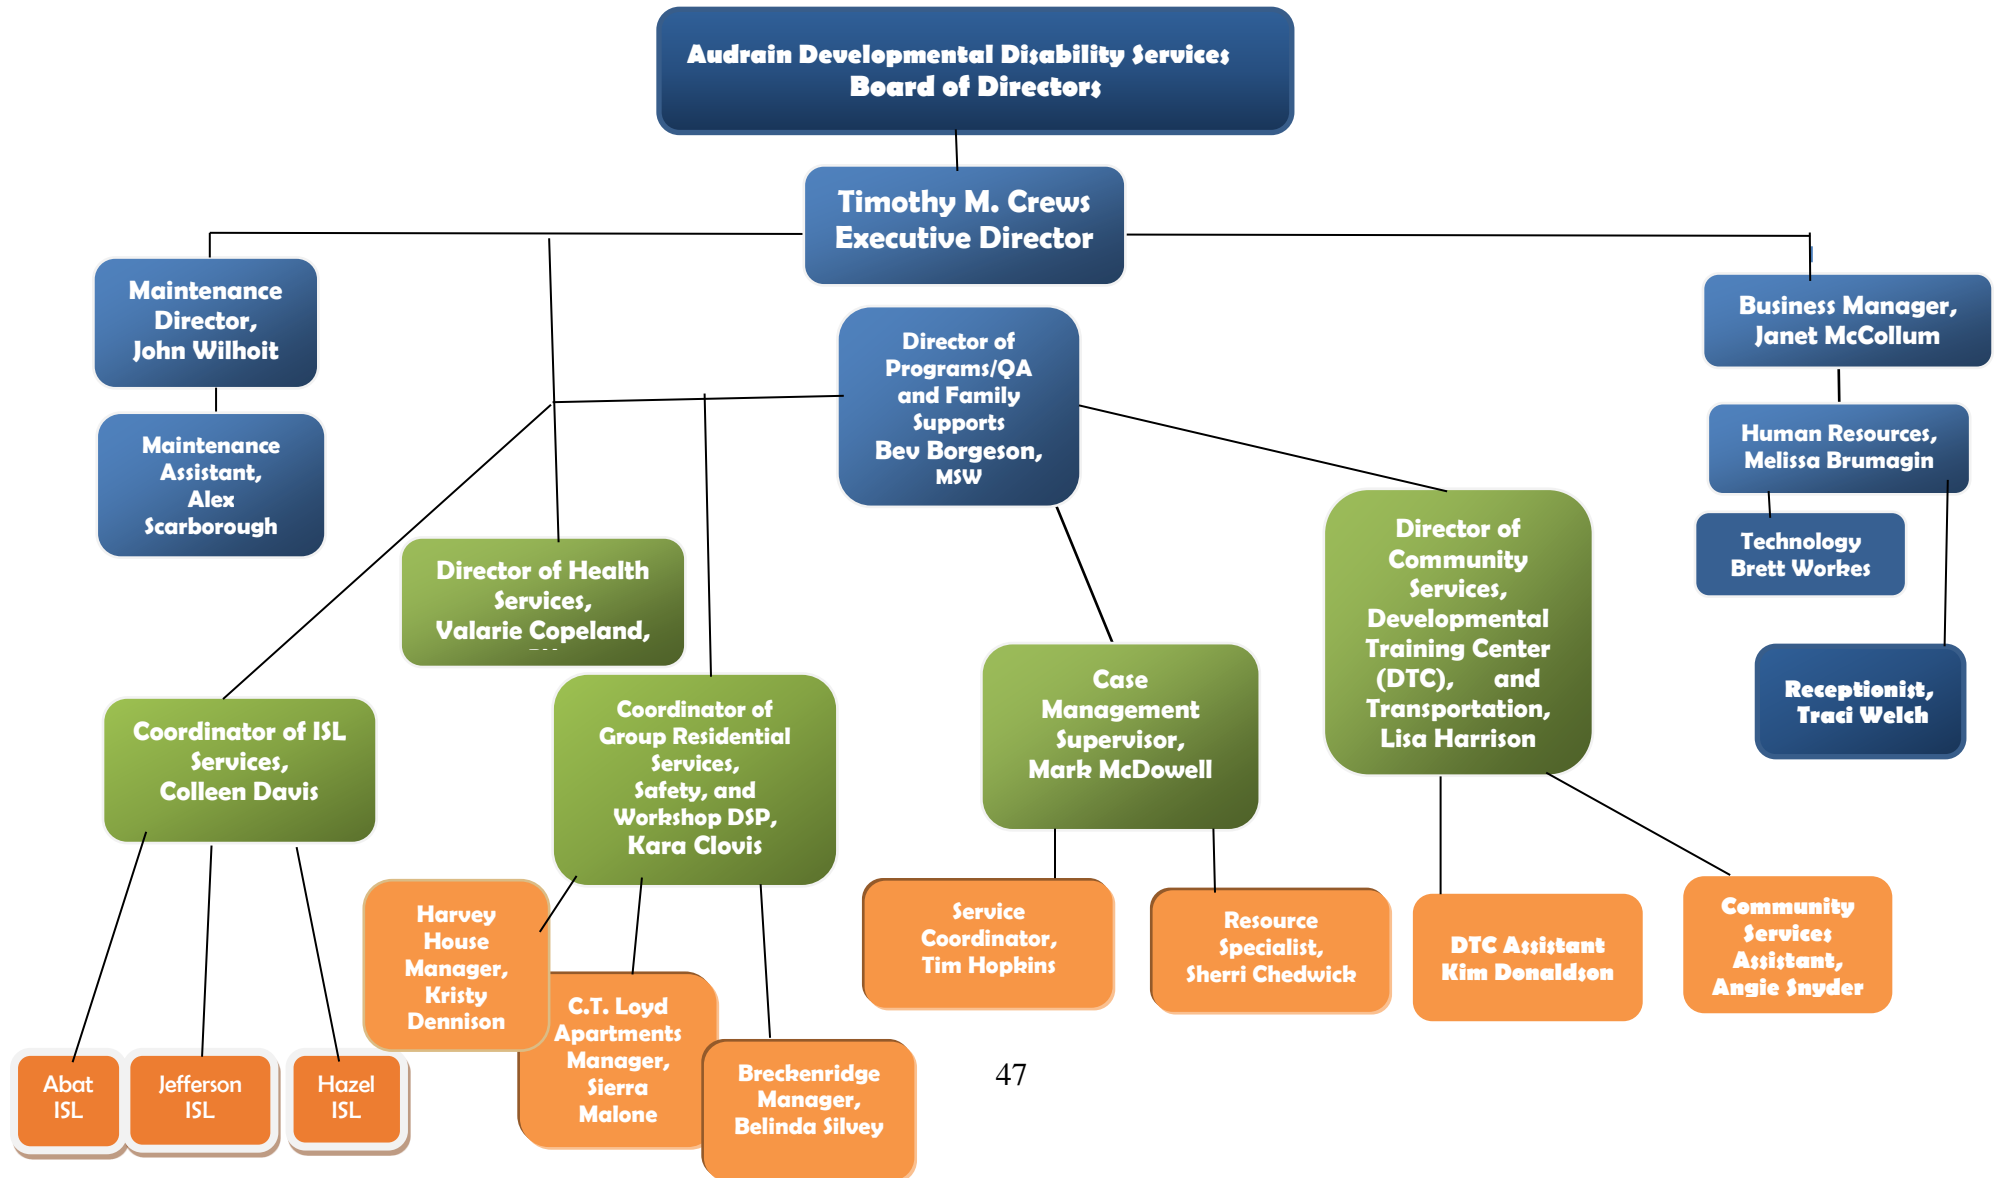 Audrain Developmental Disability Services
Board of Directors
Timothy M. Crews
Executive Director
Maintenance
Director,
John Wilhoit
Maintenance
Assistant,
Alex
Scarborough
Director of
Programs/QA
and Family
Supports
Bev Borgeson,
MSW
Business Manager,
Janet McCollum
Human Resources,
Melissa Brumagin
Technology
Brett Workes
Receptionist,
Traci Welch
Director of Health
Services,
Valarie Copeland,
Director of
Community
Services,
Developmental
Training Center
(DTC), and
Transportation,
Lisa Harrison
Coordinator of ISL
Services,
Colleen Davis
Coordinator of
Group Residential
Services,
Safety, and
Workshop DSP,
Kara Clovis
Case
Management
Supervisor,
Mark McDowell
Harvey
House
Manager,
Kristy
Dennison
C.T. Loyd
Apartments
Manager,
Sierra
Malone
Breckenridge
Manager,
Belinda Silvey
Service
Coordinator,
Tim Hopkins
Resource
Specialist,
Sherri Chedwick
DTC Assistant
Kim Donaldson
Community
Services
Assistant,
Angie Snyder
Abat
ISL
Jefferson
ISL
Hazel
ISL
47